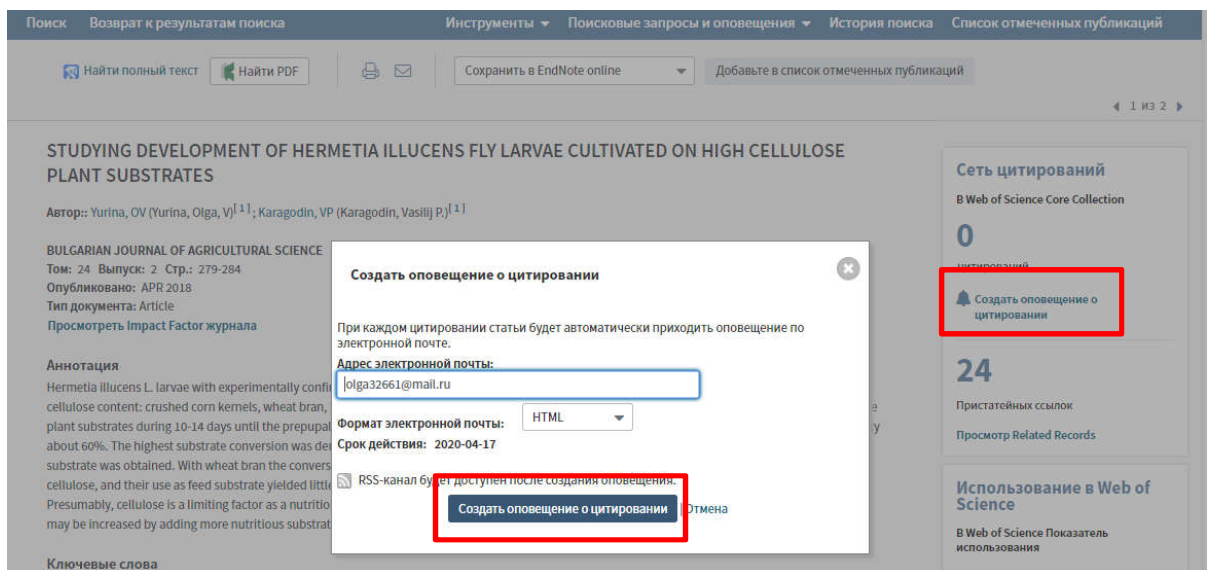 Поиск Возврат к результатам поиска Инструменты Поисковые запросы и оповещения История поиска Список отмеченных публикаций
Найти полный текст Найти PDF Сохранить в EndNote online Добавьте в список отмеченных публикаций
1 из 2
STUDYING DEVELOPMENT OF HERMETIA ILLUCENS FLY LARVAE CULTIVATED ON HIGH CELLULOSE
PLANT SUBSTRATES
Автор:: Yurina, OV (Yurina, Olga, V)[1]; Karagodin, VP (Karagodin, Vasilij P.)[1]
BULGARIAN JOURNAL OF AGRICULTURAL SCIENCE
Том: 24 Выпуск: 2 Стр.: 279-284
Опубликовано: APR 2018
Тип документа: Article
Просмотреть Impact Factor журнала
Аннотация
Hermetia illucens L. larvae with experimentally
cellulose content: crushed corn kernels, wheat bran,
plant substrates during 10-14 days until the prepupal
about 60%. The highest substrate conversion was
substrate was obtained. With wheat bran the
cellulose, and their use as feed substrate yielded
Presumably, cellulose is a limiting factor as a
may be increased by adding more nutritious
Ключевые слова
Создать оповещение о цитировании
При каждом цитировании статьи будет автоматически приходить оповещение по
электронной почте.
Адрес электронной почты:
olga32661@mail.ru
Формат электронной почты: HTML
Срок действия: 2020-04-17
RSS-канал будет доступен после создания оповещения.
Создать оповещение о цитировании Отмена
Сеть цитирований
В Web of Science Core Collection
0
цитирований
Создать оповещение о
цитировании
24
Пристатейных ссылок
Просмотр Related Records
Использование в Web of
Science
В Web of Science Показатель
использования